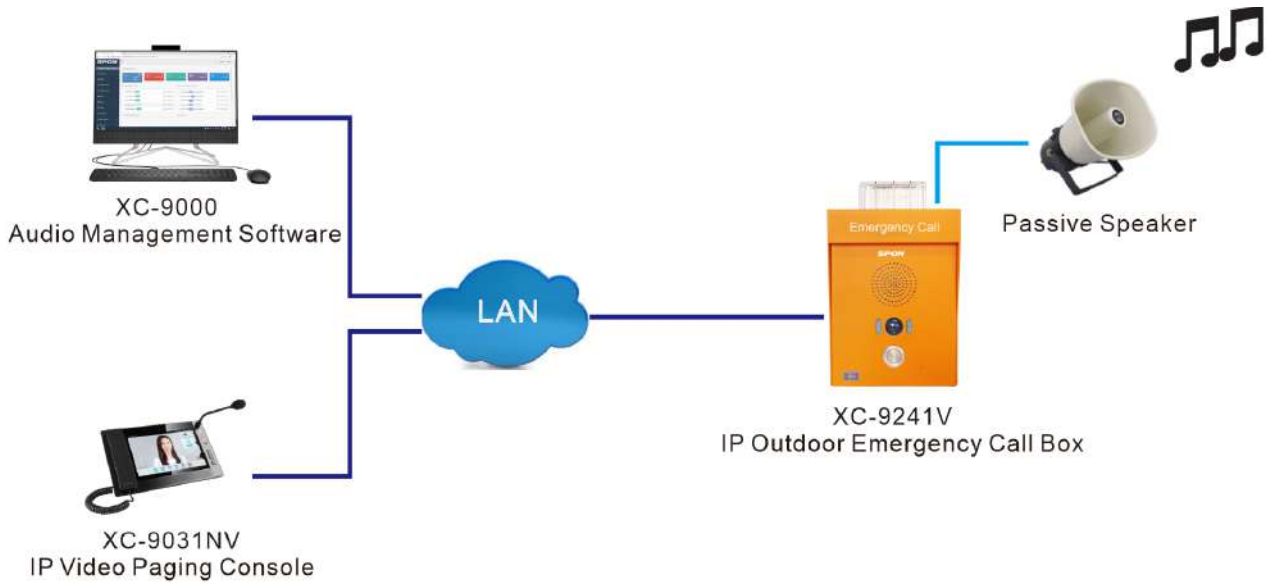 SPON
XC-9000
Audio Management Software
LAN
XC-9031NV
IP Video Paging Console
Emergency Call
SPON
XC-9241V
IP Outdoor Emergency Call Box
Passive Speaker